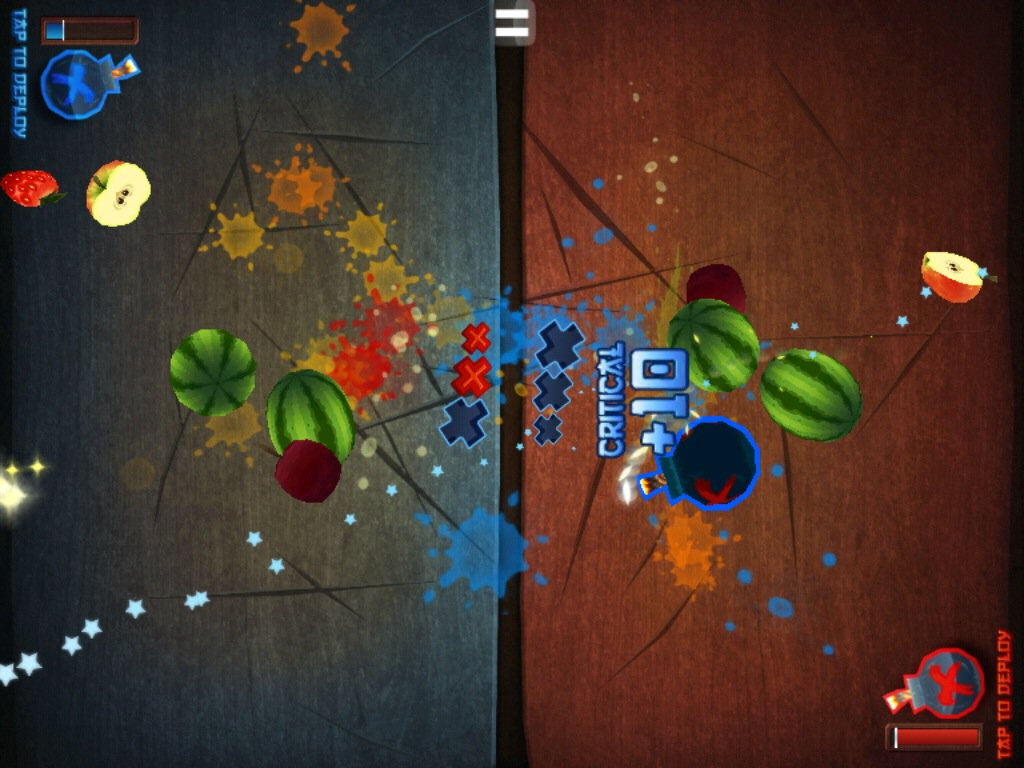 TAP TO DEPLOY
CRITICAL
+10
TAP TO DEPLOY